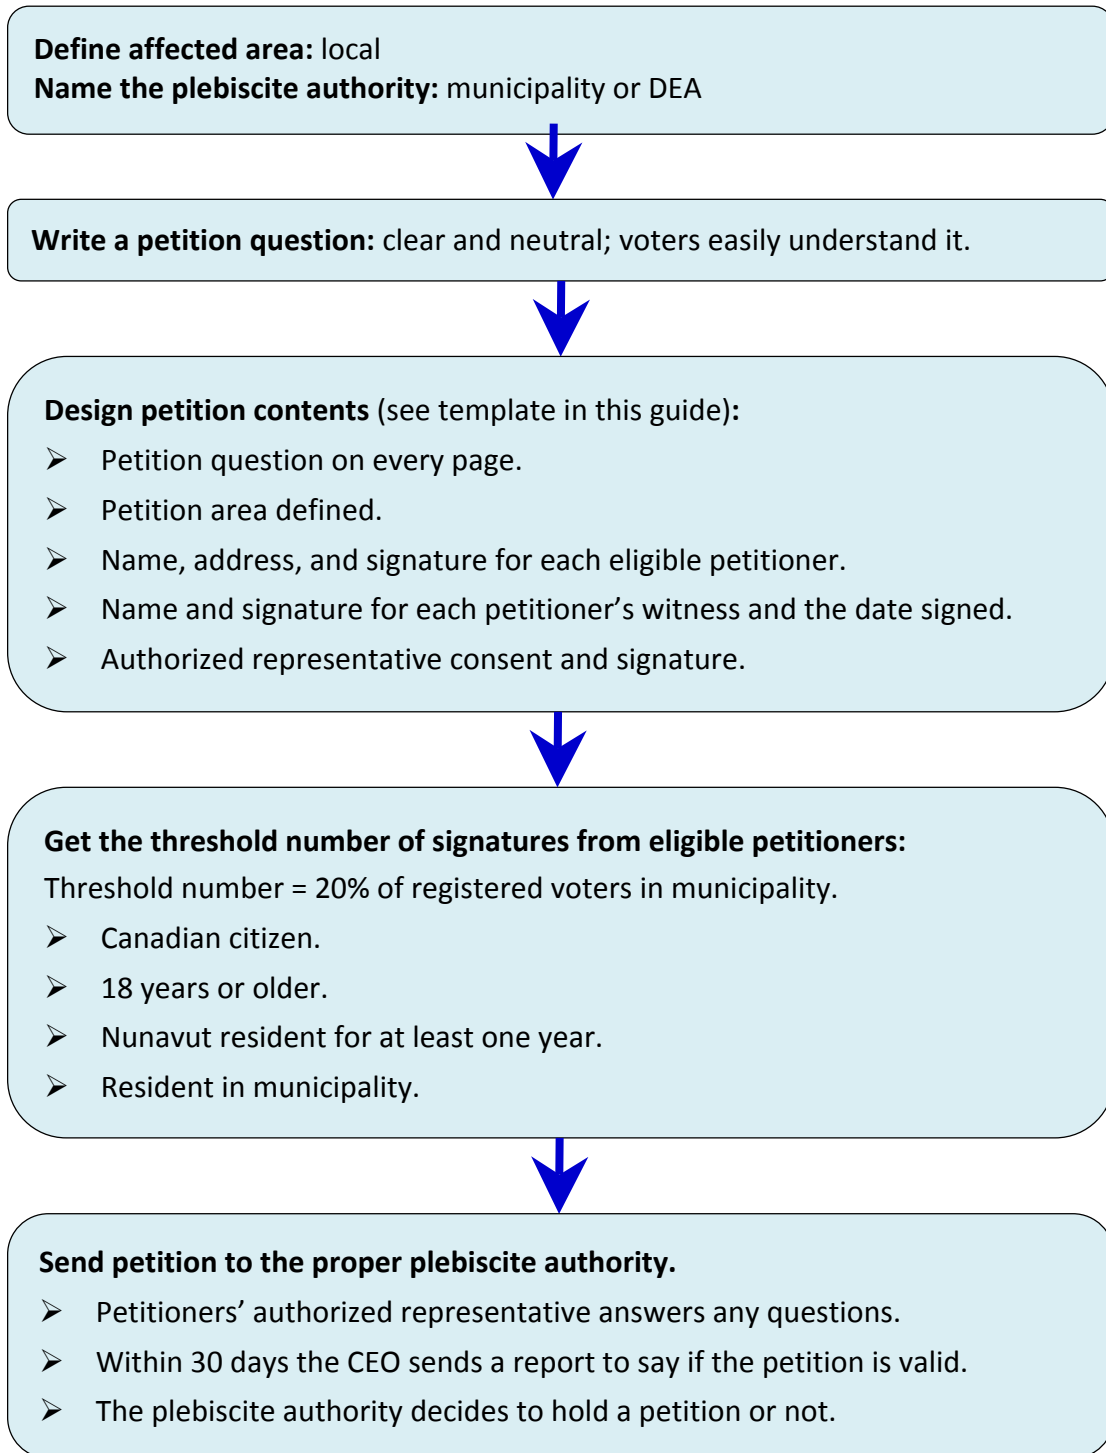 Define affected area: local
Name the plebiscite authority: municipality or DEA
Write a petition question: clear and neutral; voters easily understand it.
Design petition contents (see template in this guide):
➢ Petition question on every page.
➢ Petition area defined.
➢ Name, address, and signature for each eligible petitioner.
➢ Name and signature for each petitioner’s witness and the date signed.
➢ Authorized representative consent and signature.
Get the threshold number of signatures from eligible petitioners:
Threshold number = 20% of registered voters in municipality.
➢ Canadian citizen.
➢ 18 years or older.
➢ Nunavut resident for at least one year.
➢ Resident in municipality.
Send petition to the proper plebiscite authority.
➢ Petitioners’ authorized representative answers any questions.
➢ Within 30 days the CEO sends a report to say if the petition is valid.
➢ The plebiscite authority decides to hold a petition or not.